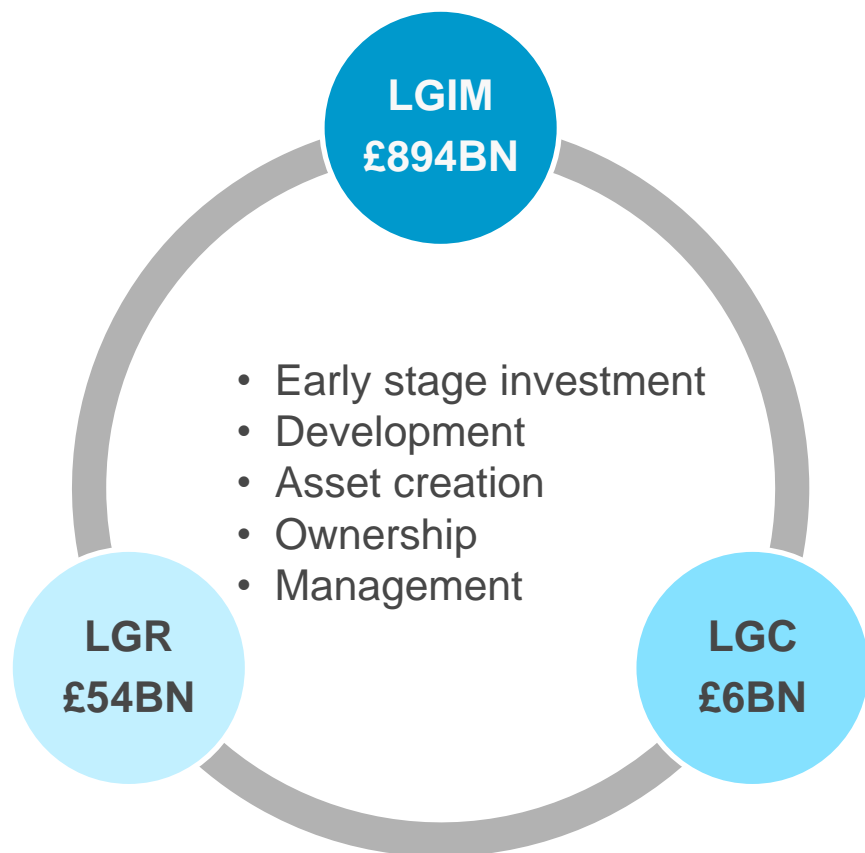 LGIM
£894BN
• Early stage investment
• Development
• Asset creation
• Ownership
• Management
LGR
£54BN
LGC
£6BN